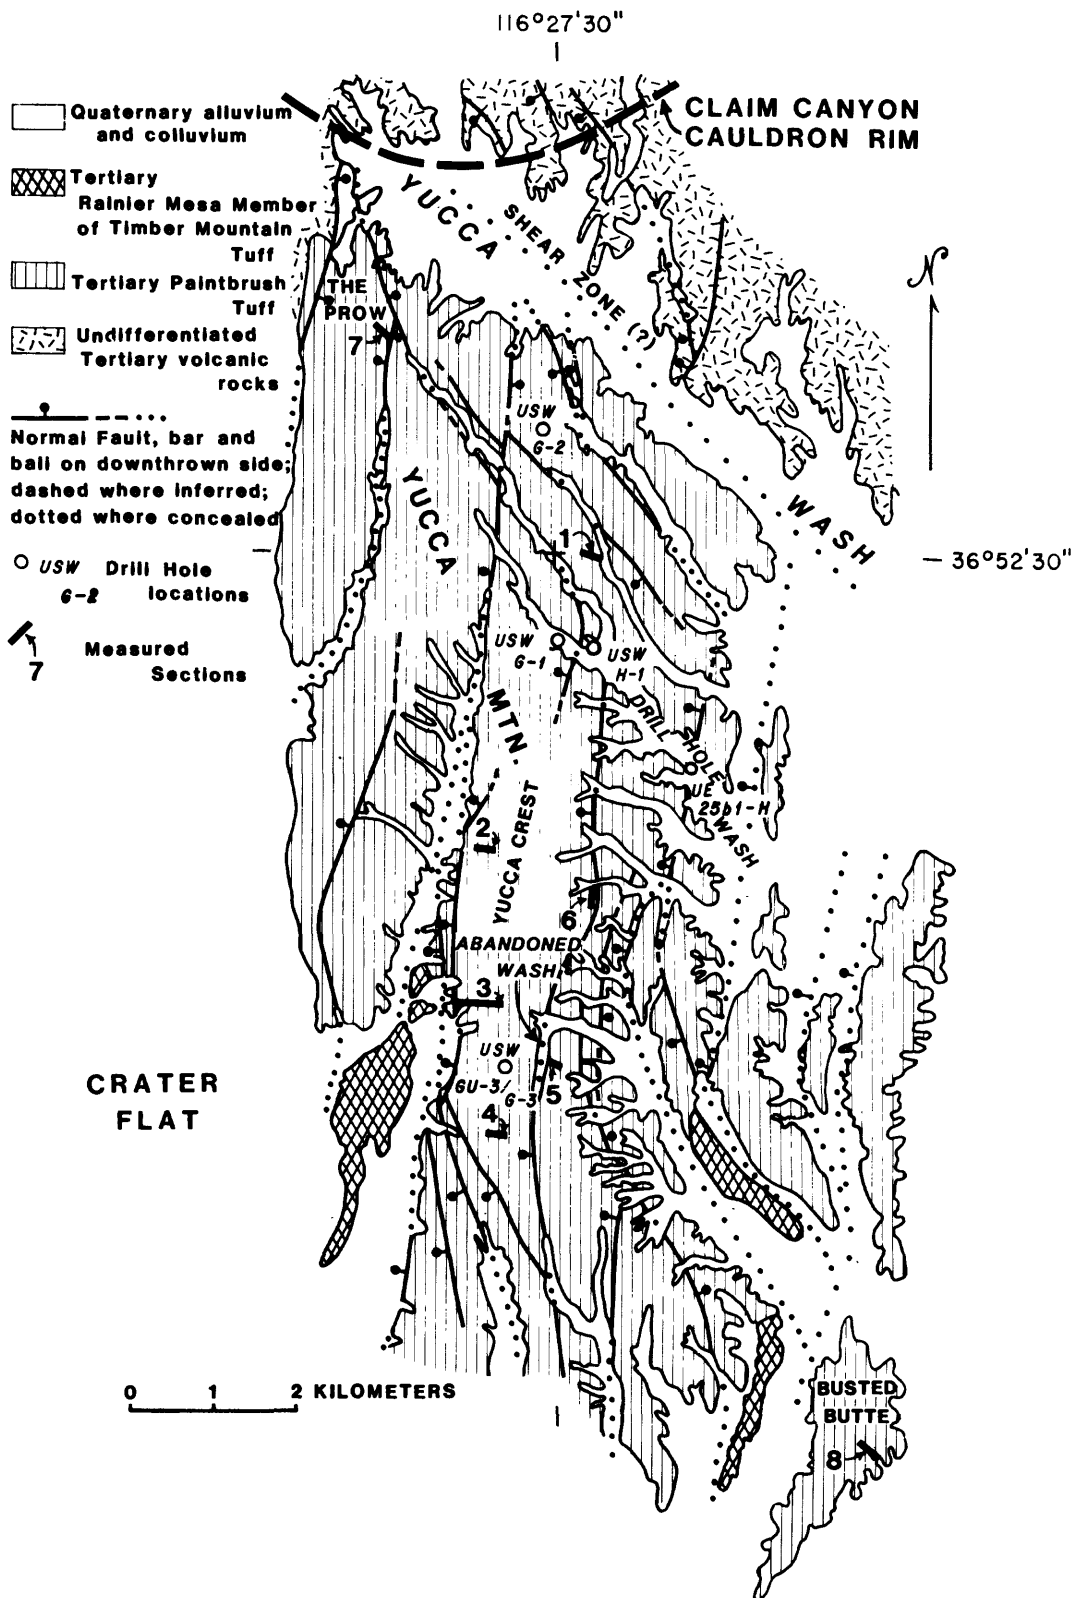 116°27'30"
CLAIM CANYON
CAULDRON RIM
Quaternary alluvium
and colluvium
Tertiary
Rainier Mesa Member
of Timber Mountain
Tuff
Tertiary Paintbrush
Tuff
Undifferentiated
Tertiary volcanic
rocks
Normal Fault, bar and
ball on downthrown side;
dashed where inferred;
dotted where concealed
USW Drill Hole
G-2 locations
7
Measured
Sections
YUCCA
SHEAR ZONE (?)
WASH
N
THE
PROW
7
USW
G-2
YUCCA
1
36°52'30"
USW
G-1
USW
H-1
MTN.
DRILL
HOLE
UE
25b1-H
WASH
2
YUCCA CREST
6
ABANDONED
WASH
3
USW
GU-3/
G-3
5
4
CRATER
FLAT
0 1 2 KILOMETERS
BUSTED
BUTTE
8